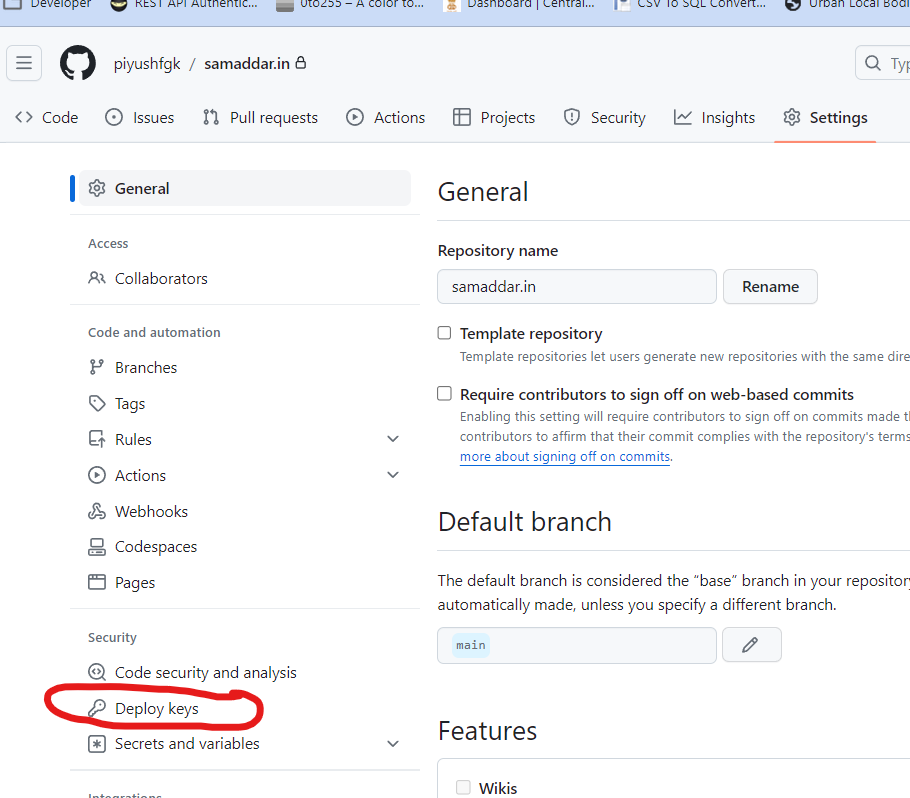 Developer REST API Authentic... 0to255 – A color to... Dashboard | Central... CSV To SQL Convert... Urban Local Bodi
piyushfgk / samaddar.in
Typ
Code Issues Pull requests Actions Projects Security Insights Settings
General
General
Access
Collaborators
Code and automation
Branches
Tags
Rules
Actions
Webhooks
Codespaces
Pages
Security
Code security and analysis
Deploy keys
Secrets and variables
Integrations
Repository name
samaddar.in Rename
Template repository
Template repositories let users generate new repositories with the same dire
Require contributors to sign off on web-based commits
Enabling this setting will require contributors to sign off on commits made th
contributors to affirm that their commit complies with the repository's terms
more about signing off on commits.
Default branch
The default branch is considered the “base” branch in your repository
automatically made, unless you specify a different branch.
main
Features
Wikis